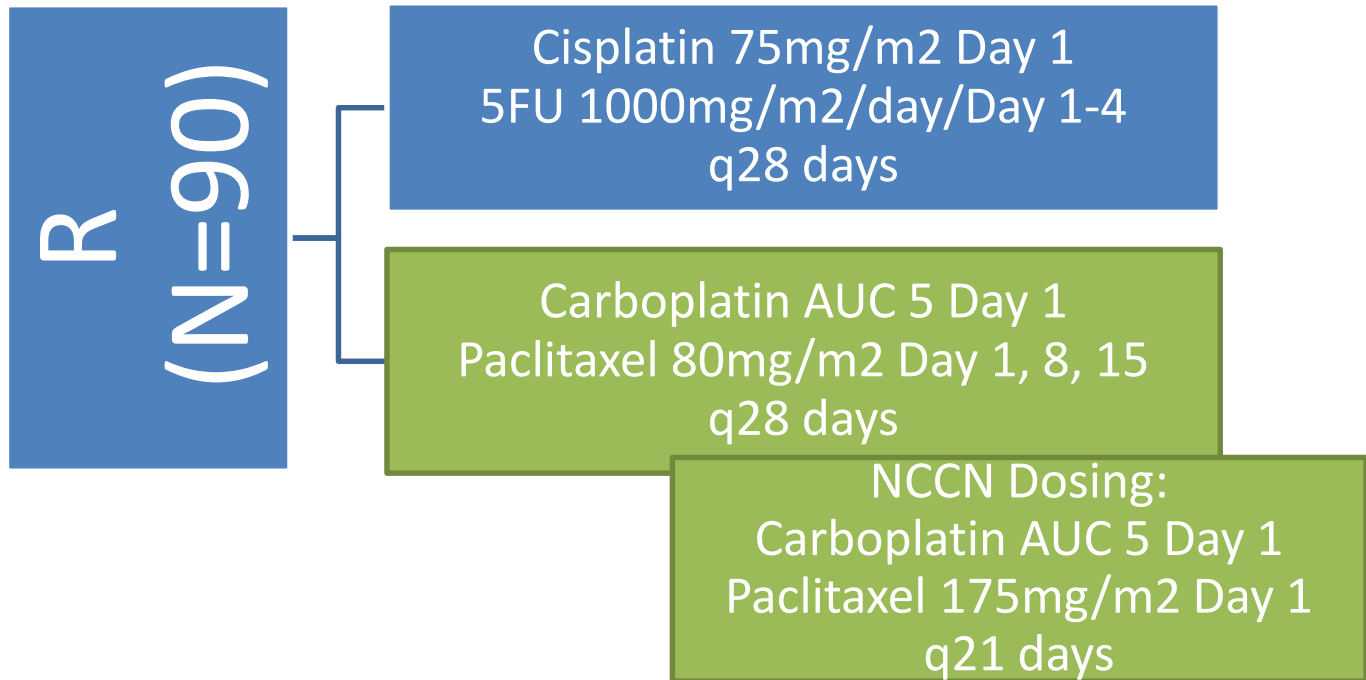 R
(N=90)
Cisplatin 75mg/m2 Day 1
5FU 1000mg/m2/day/Day 1-4
q28 days
Carboplatin AUC 5 Day 1
Paclitaxel 80mg/m2 Day 1, 8, 15
q28 days
NCCN Dosing:
Carboplatin AUC 5 Day 1
Paclitaxel 175mg/m2 Day 1
q21 days